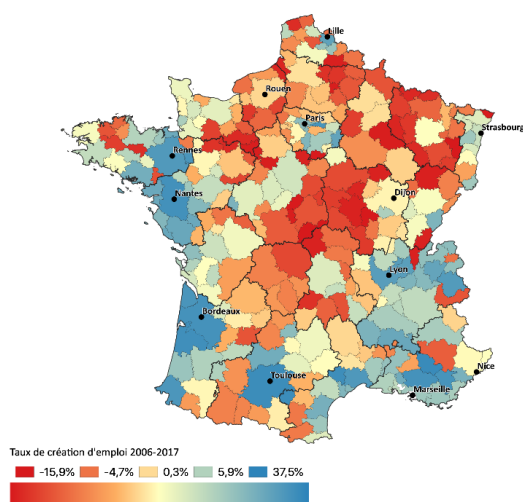 Lille
Rouen
Paris
Strasbourg
Rennes
Nantes
Dijon
Lyon
Bordeaux
Toulouse
Nice
Marseille
Taux de création d'emploi 2006-2017
-15,9% -4,7% 0,3% 5,9% 37,5%